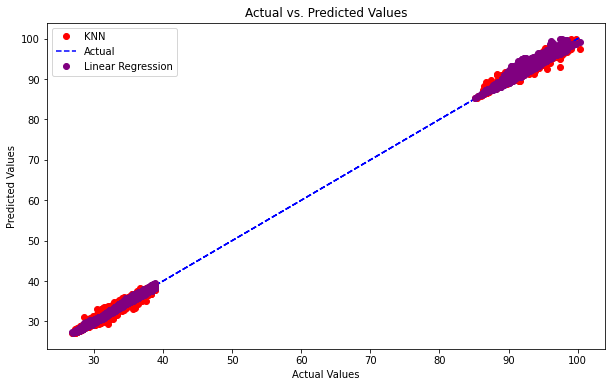 Actual vs. Predicted Values
KNN
Actual
Linear Regression
100
90
80
70
60
50
40
30
Predicted Values
30 40 50 60 70 80 90 100
Actual Values